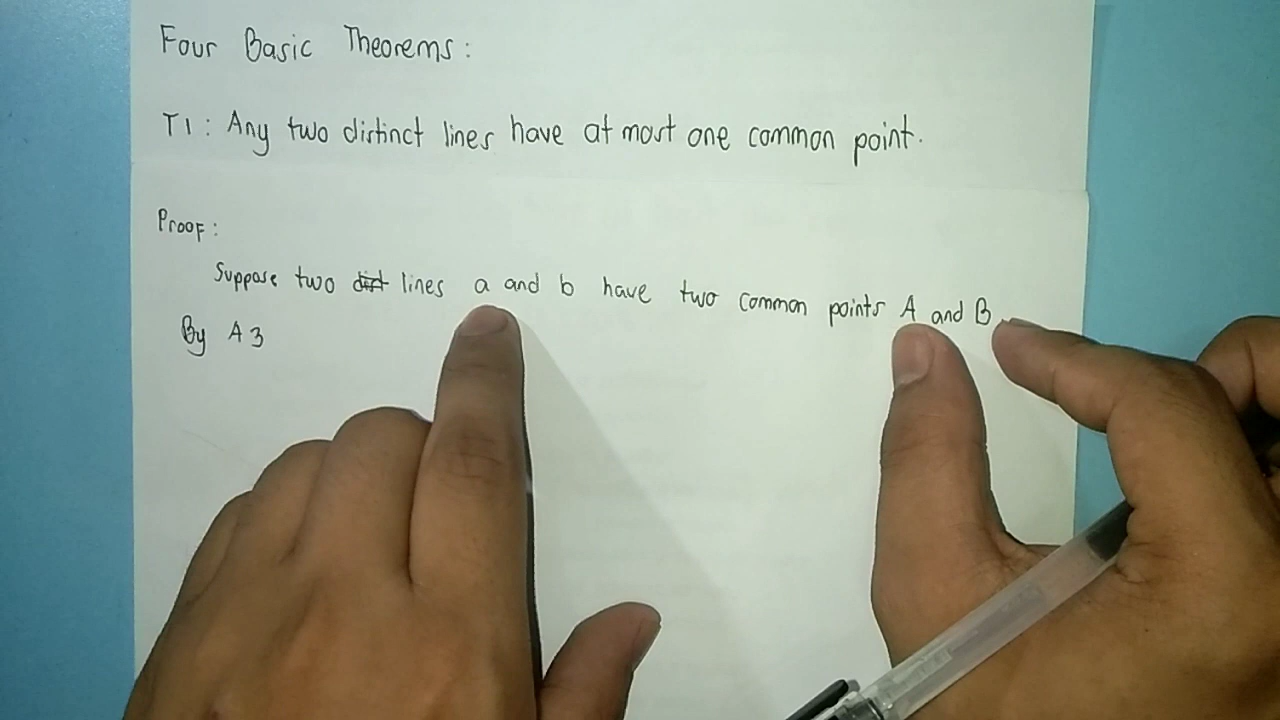 Four Basic Theorems:
T1: Any two distinct lines have at most one common point.
Proof:
Suppose two lines a and b have two common points A and B
By A3